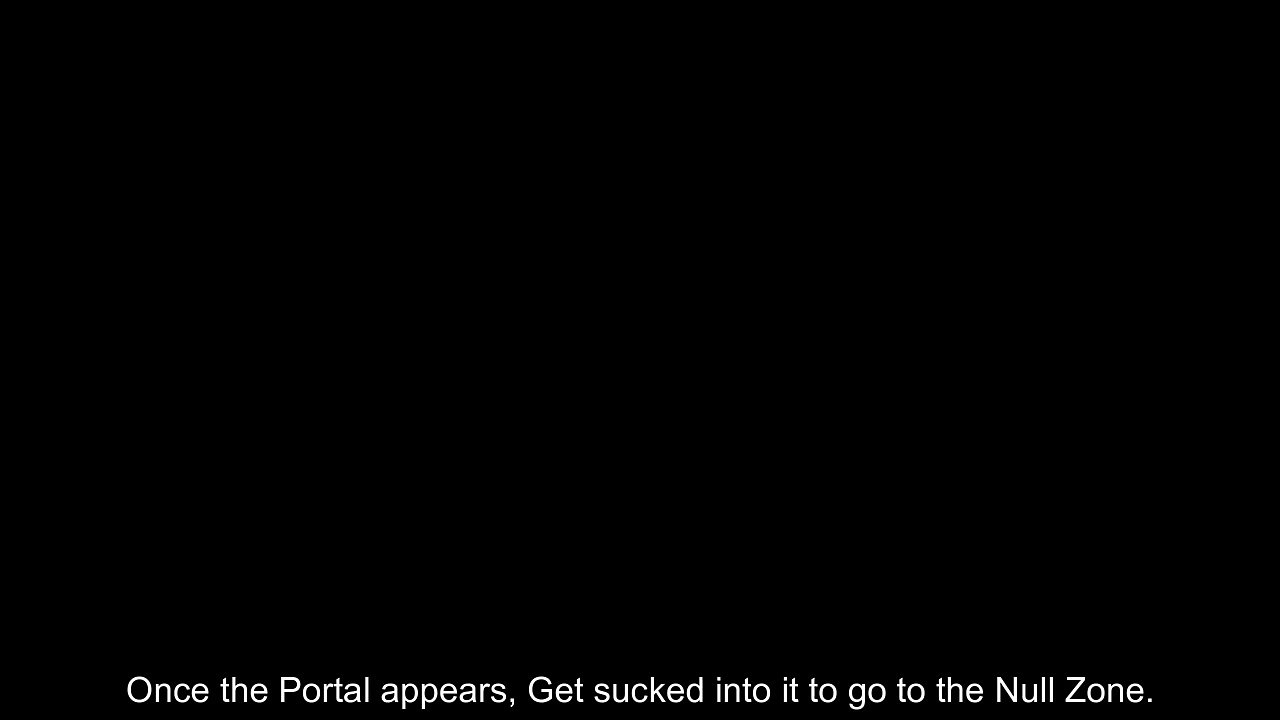 Once the Portal appears, Get sucked into it to go to the Null Zone.